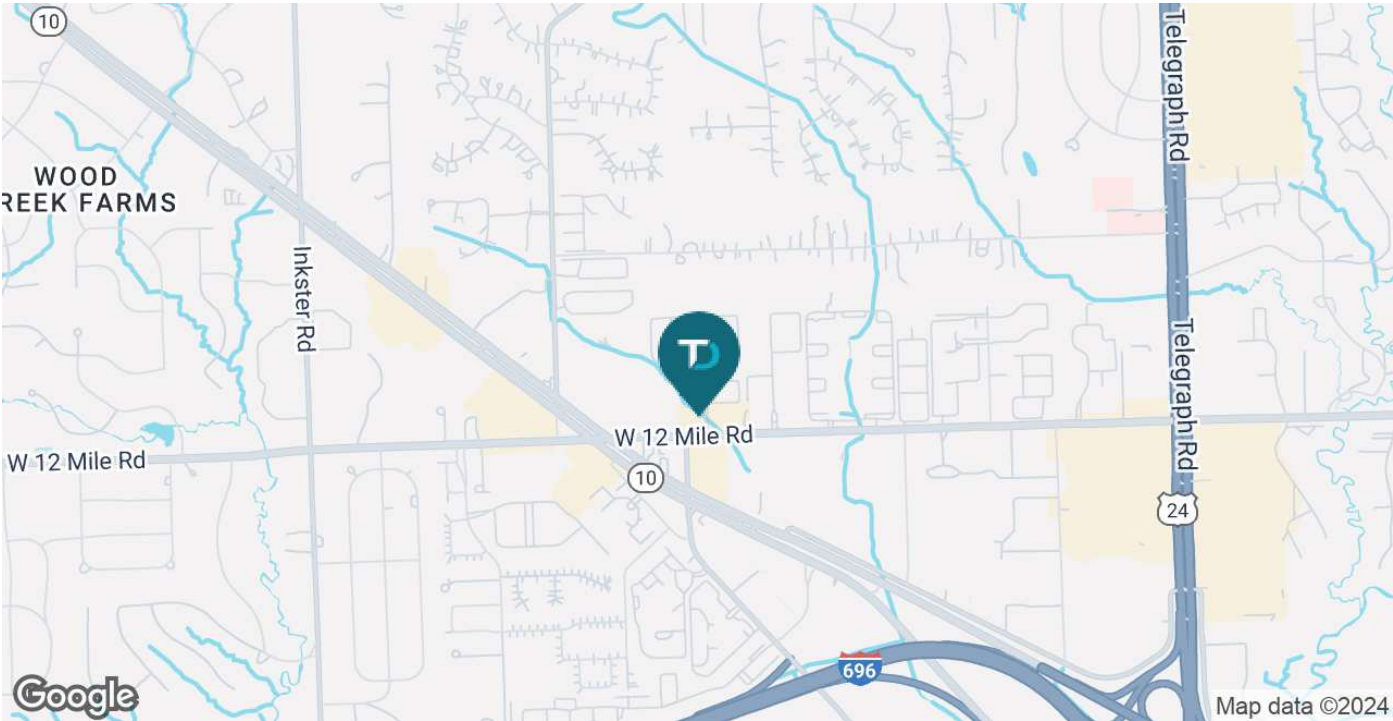 10
Telegraph Rd
WOOD
REEK FARMS
Inkster Rd
TD
Telegraph Rd
W 12 Mile Rd
W 12 Mile Rd
10
24
696
Google
Map data ©2024